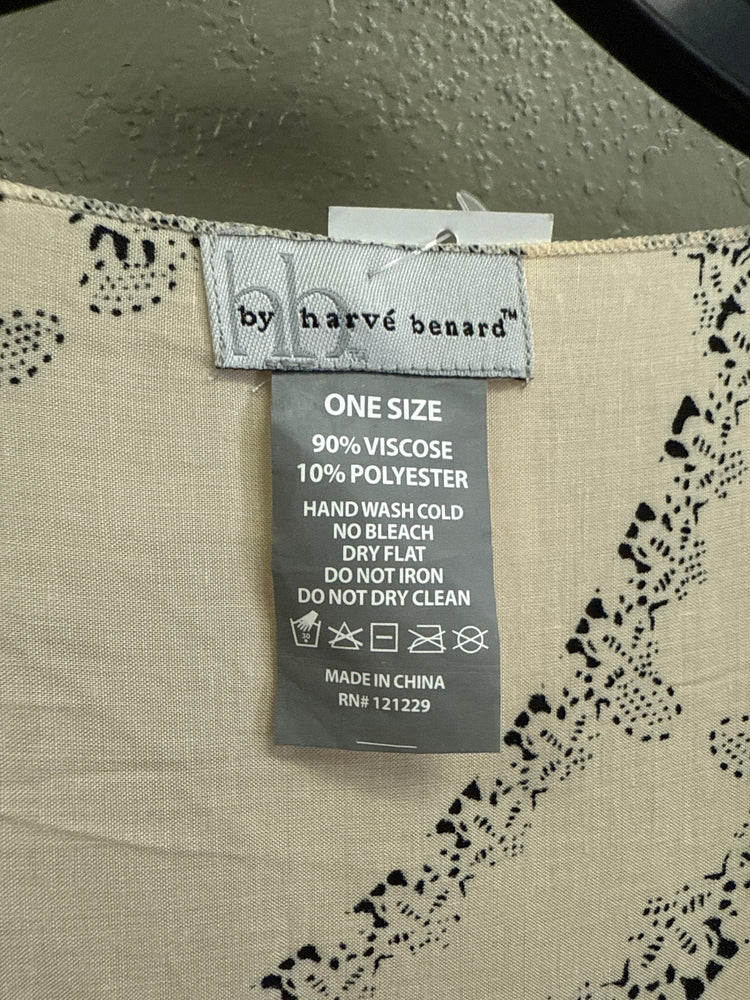 hb
by harvé benard™
ONE SIZE
90% VISCOSE
10% POLYESTER
HAND WASH COLD
NO BLEACH
DRY FLAT
DO NOT IRON
DO NOT DRY CLEAN
30
MADE IN CHINA
RN# 121229